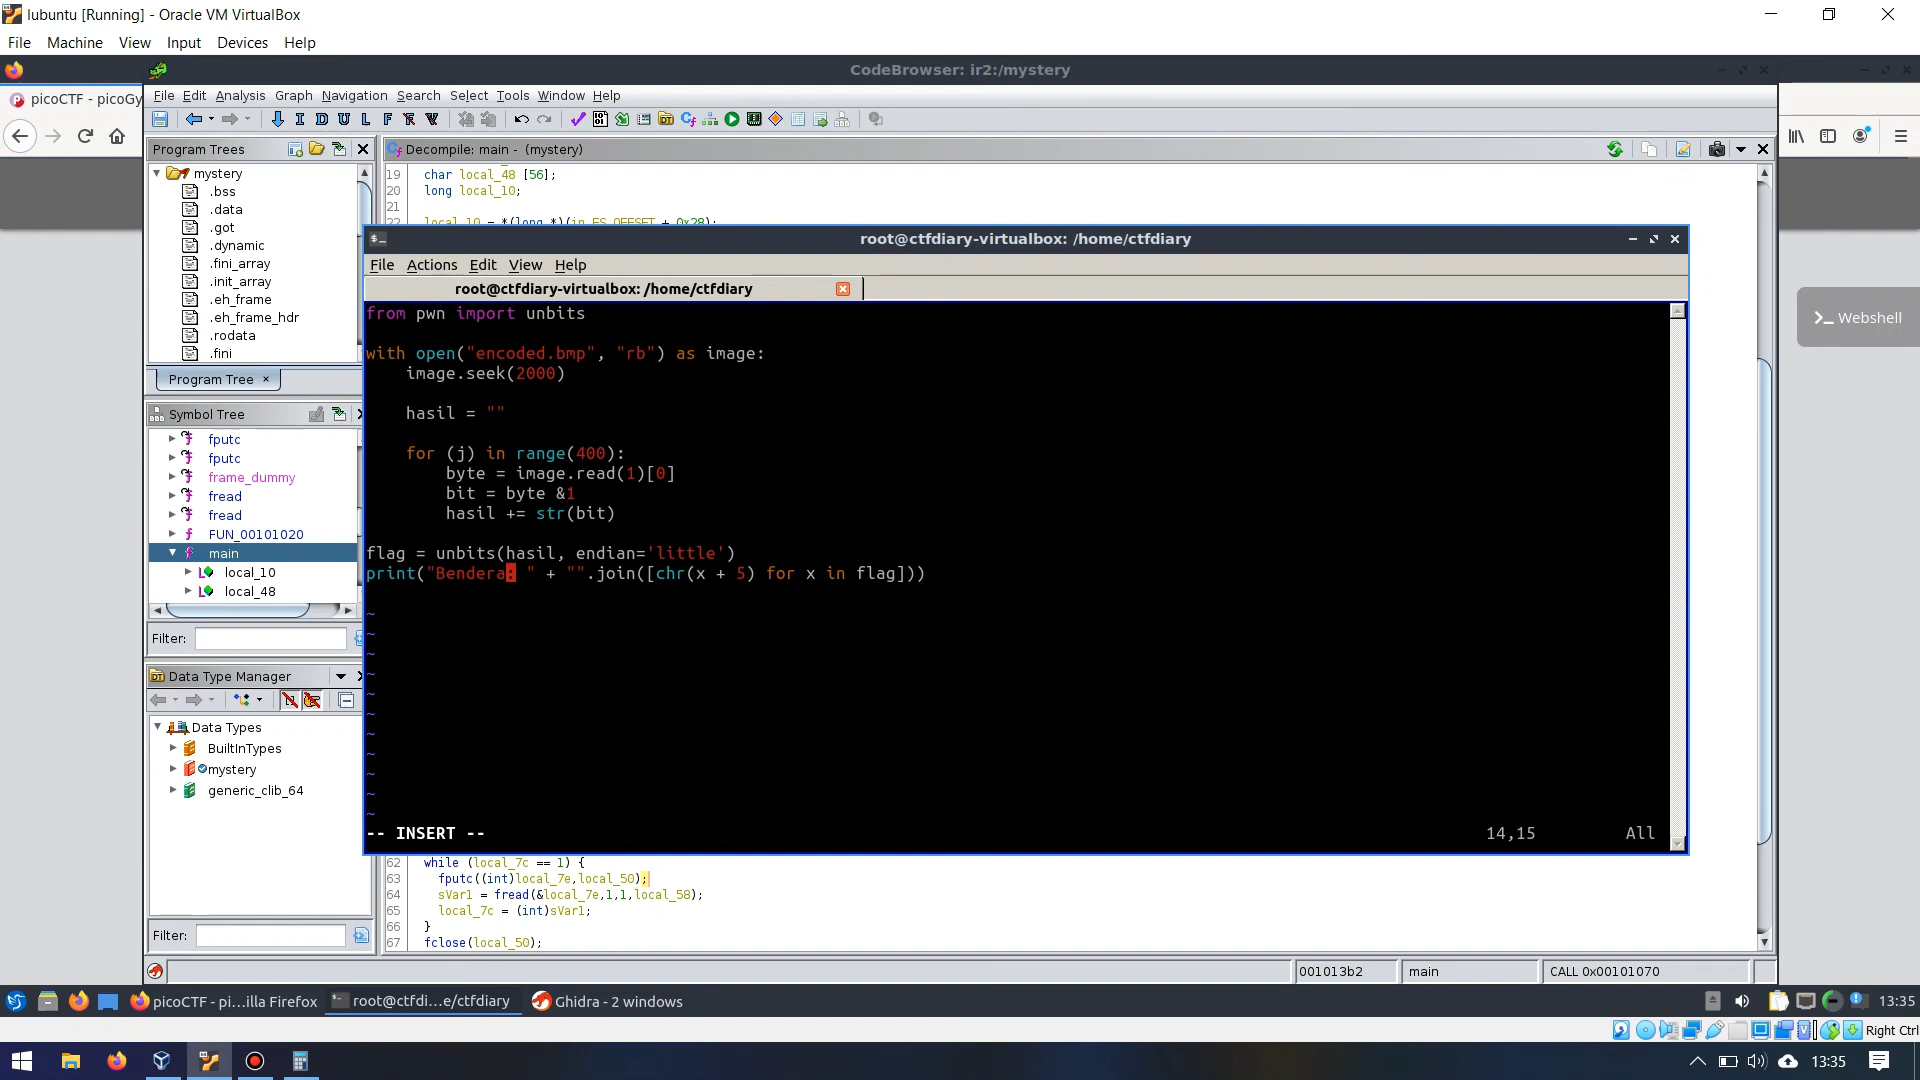 lubuntu [Running] - Oracle VM VirtualBox
File Machine View Input Devices Help
CodeBrowser: ir2:/mystery
picoCTF - picoGy
File Edit Analysis Graph Navigation Search Select Tools Window Help
I D U L F
Program Trees
Decompile: main - (mystery)
mystery
.bss
.data
.got
.dynamic
.fini_array
.init_array
.eh_frame
.eh_frame_hdr
.rodata
.fini
Program Tree ×
19 char local_48 [56];
20 long local_10;
21
22 local_10 = *(long *)(in_FS_OFFSET + 0x28);
root@ctfdiary-virtualbox: /home/ctfdiary
File Actions Edit View Help
root@ctfdiary-virtualbox: /home/ctfdiary
from pwn import unbits
with open("encoded.bmp", "rb") as image:
image.seek(2000)
hasil = ""
for (j) in range(400):
byte = image.read(1)[0]
bit = byte &1
hasil += str(bit)
flag = unbits(hasil, endian='little')
print("Bendera: " + "".join([chr(x + 5) for x in flag]))
~
~
~
~
~
~
~
~
~
~
~
-- INSERT --
14,15
All
>_ Webshell
Symbol Tree
fputc
fputc
frame_dummy
fread
fread
FUN_00101020
main
local_10
local_48
Filter:
Data Type Manager
Data Types
BuiltInTypes
mystery
generic_clib_64
Filter:
62 while (local_7c == 1) {
63 fputc((int)local_7e,local_50);
64 sVar1 = fread(&local_7e,1,1,local_58);
65 local_7c = (int)sVar1;
66 }
67 fclose(local_50);
001013b2
main
CALL 0x00101070
picoCTF - pi...illa Firefox
root@ctfdi...e/ctfdiary
Ghidra - 2 windows
13:35
Right Ctrl
13:35